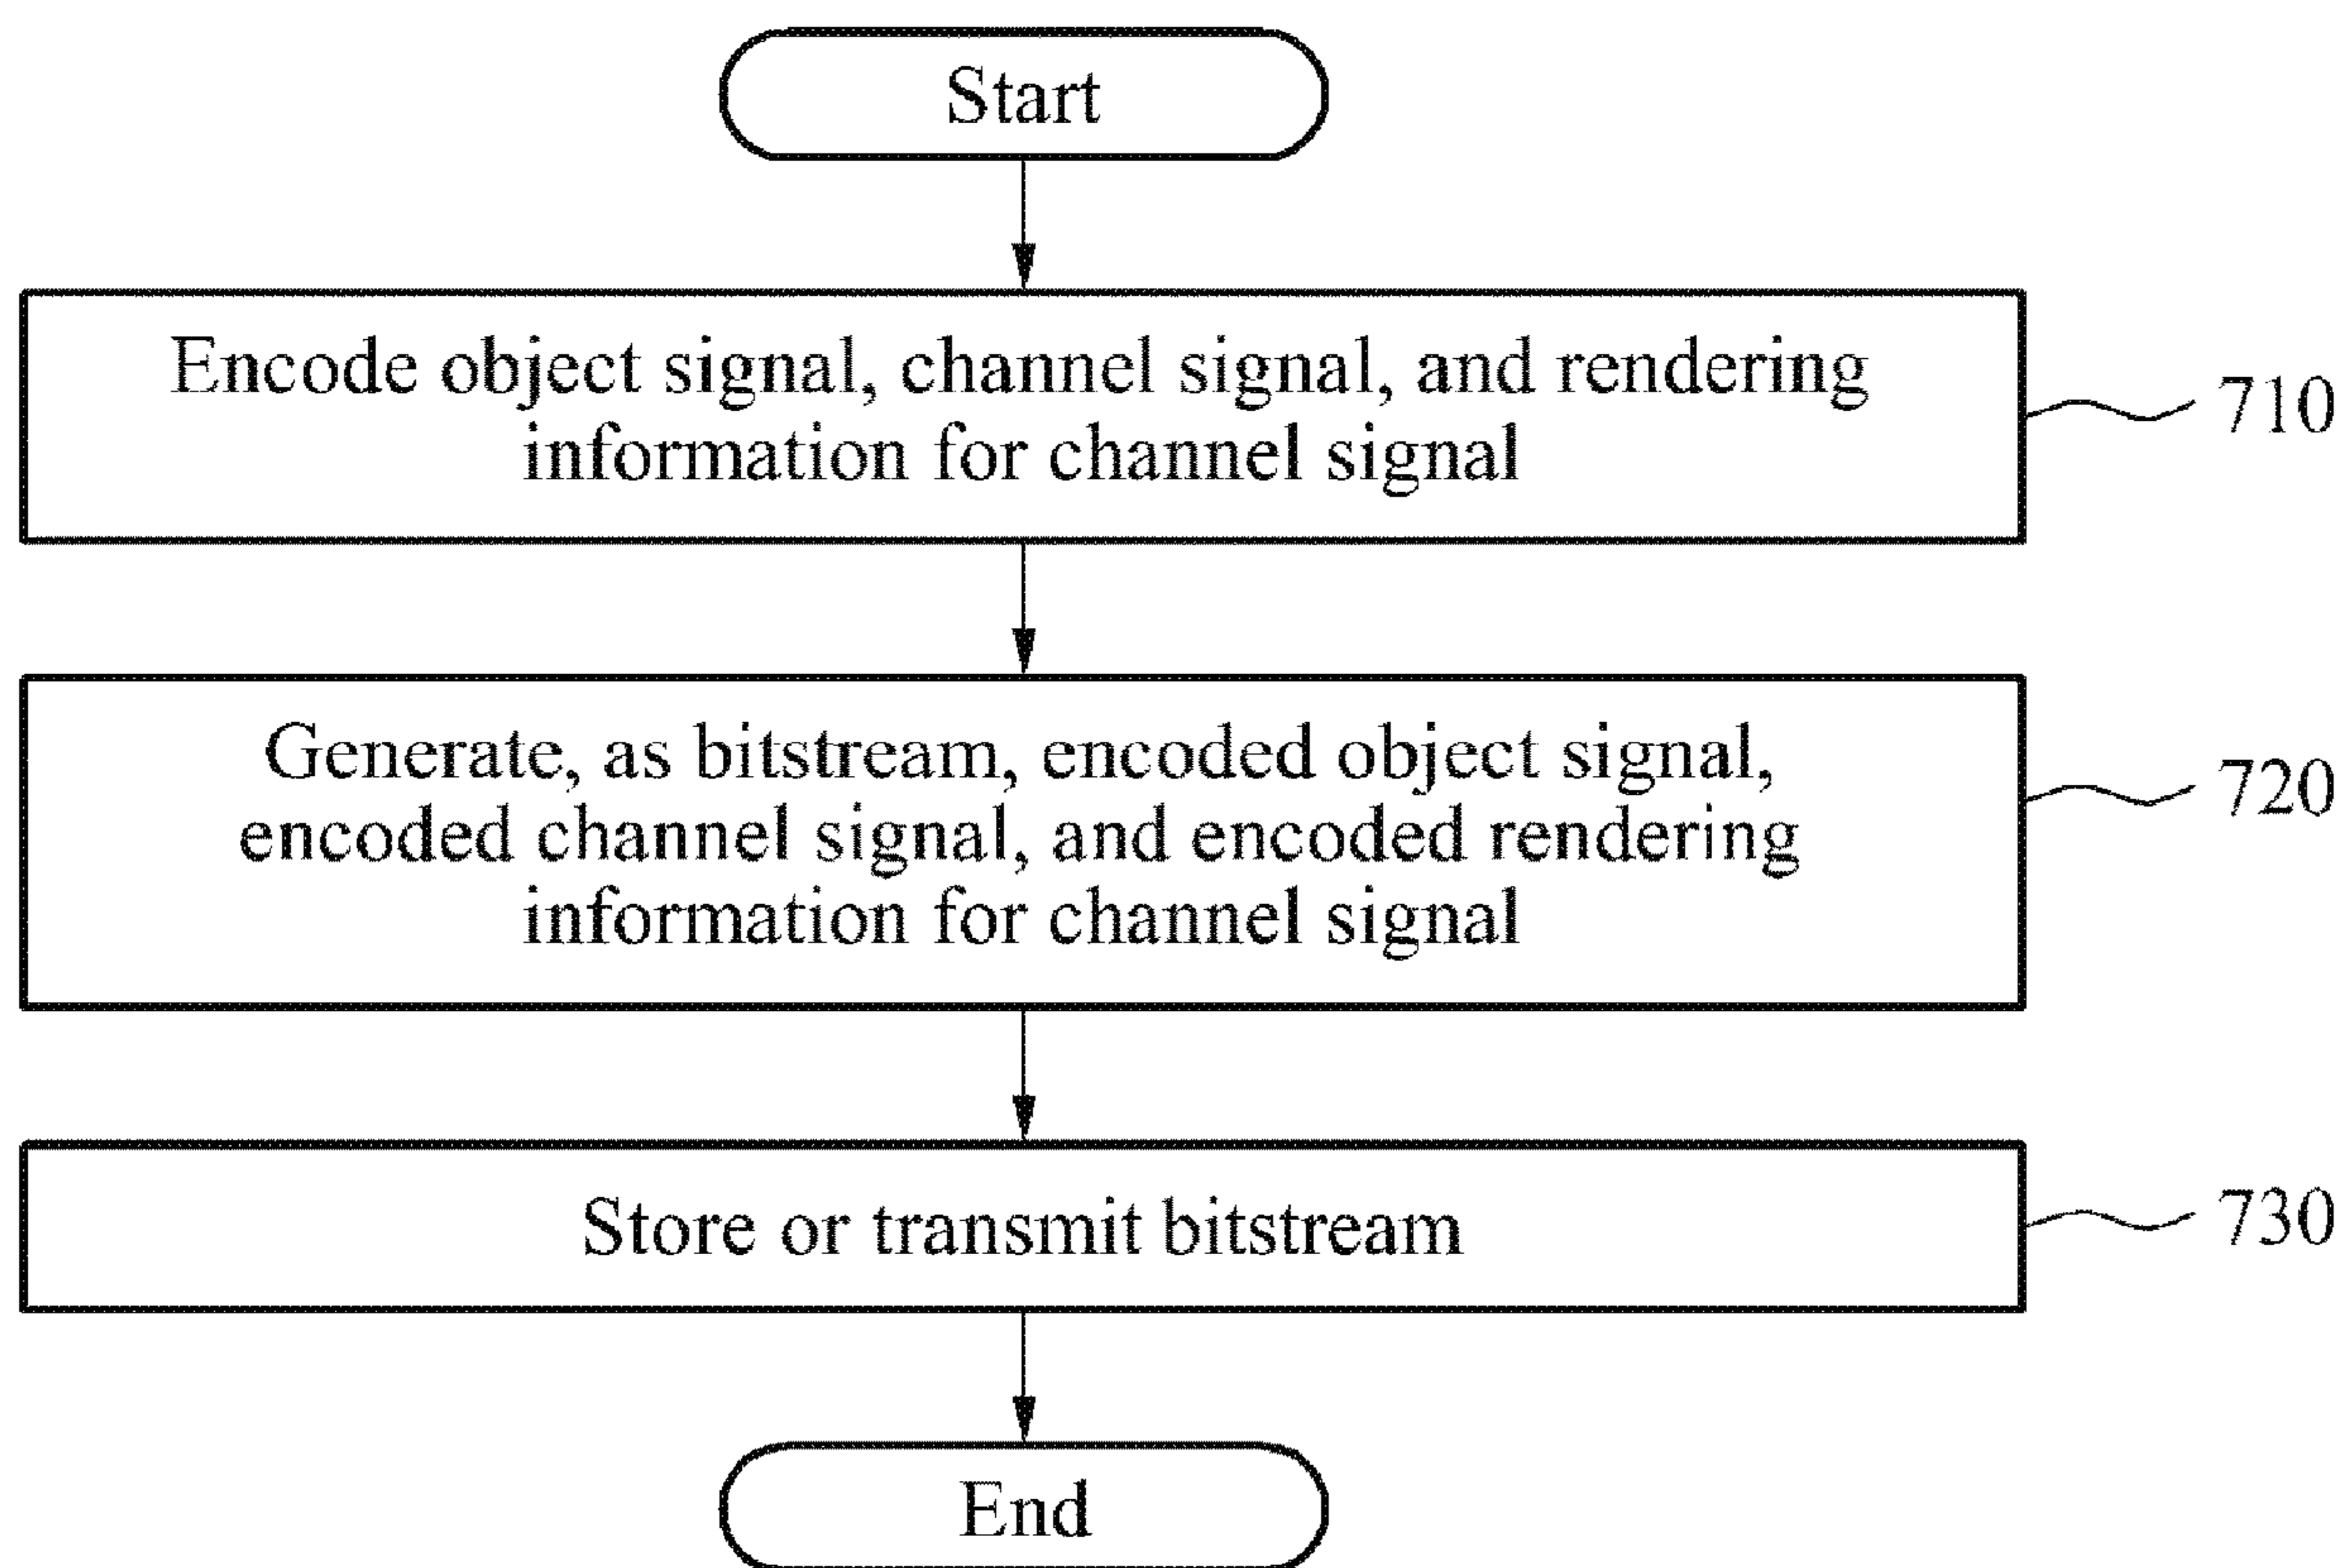 Start
Encode object signal, channel signal, and rendering
information for channel signal
710
Generate, as bitstream, encoded object signal,
encoded channel signal, and encoded rendering
information for channel signal
720
Store or transmit bitstream
730
End